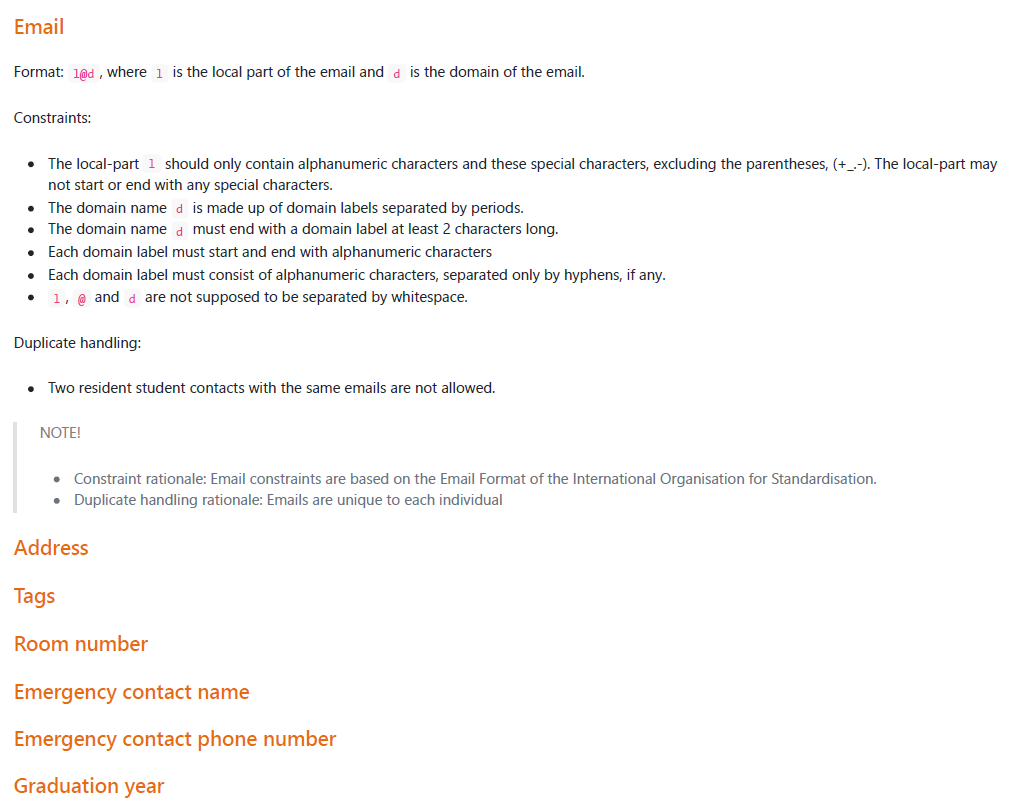 Email
Format: l@d , where l is the local part of the email and d is the domain of the email.
Constraints:
• The local-part l should only contain alphanumeric characters and these special characters, excluding the parentheses, (+_.-). The local-part may
not start or end with any special characters.
• The domain name d is made up of domain labels separated by periods.
• The domain name d must end with a domain label at least 2 characters long.
• Each domain label must start and end with alphanumeric characters
• Each domain label must consist of alphanumeric characters, separated only by hyphens, if any.
• l , @ and d are not supposed to be separated by whitespace.
Duplicate handling:
• Two resident student contacts with the same emails are not allowed.
NOTE!
• Constraint rationale: Email constraints are based on the Email Format of the International Organisation for Standardisation.
• Duplicate handling rationale: Emails are unique to each individual
Address
Tags
Room number
Emergency contact name
Emergency contact phone number
Graduation year